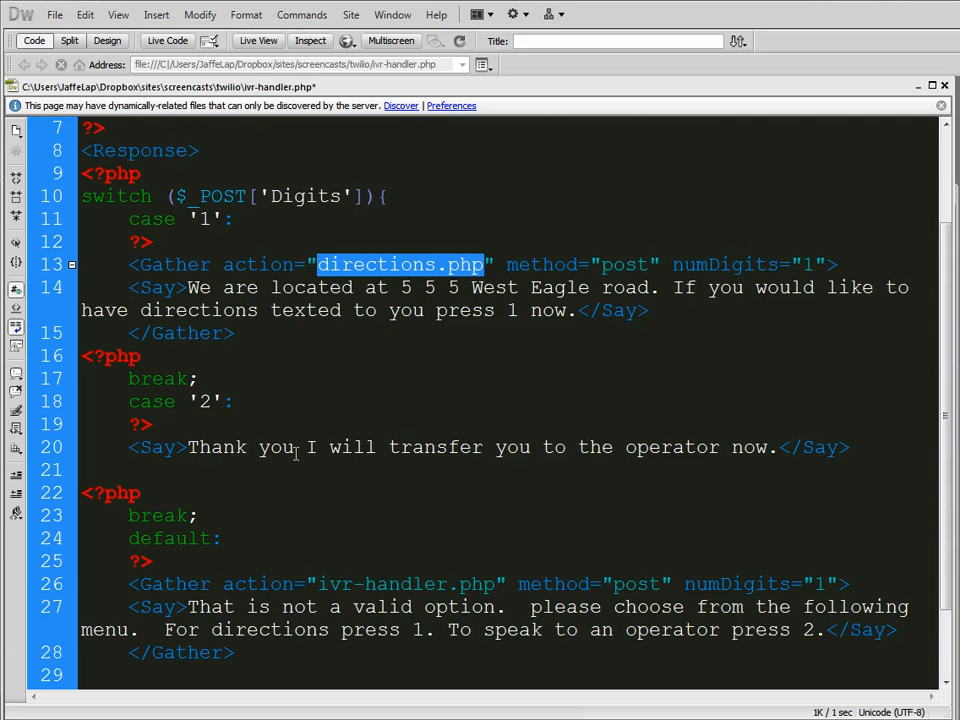 Dw File Edit View Insert Modify Format Commands Site Window Help
Code Split Design Live Code Live View Inspect Multiscreen Title:
Address: file:///C|/Users/JaffeLap/Dropbox/sites/screencasts/twilio/ivr-handler.php
C:\Users\JaffeLap\Dropbox\sites\screencasts\twilio\ivr-handler.php*
This page may have dynamically-related files that can only be discovered by the server. Discover | Preferences
7 ?>
8 <Response>
9 <?php
10 switch ($_POST['Digits']){
11 case '1':
12 ?>
13 <Gather action="directions.php" method="post" numDigits="1">
14 <Say>We are located at 5 5 5 West Eagle road. If you would like to
have directions texted to you press 1 now.</Say>
15 </Gather>
16 <?php
17 break;
18 case '2':
19 ?>
20 <Say>Thank you I will transfer you to the operator now.</Say>
21
22 <?php
23 break;
24 default:
25 ?>
26 <Gather action="ivr-handler.php" method="post" numDigits="1">
27 <Say>That is not a valid option.  please choose from the following
menu.  For directions press 1. To speak to an operator press 2.</Say>
28 </Gather>
29
1K / 1 sec Unicode (UTF-8)